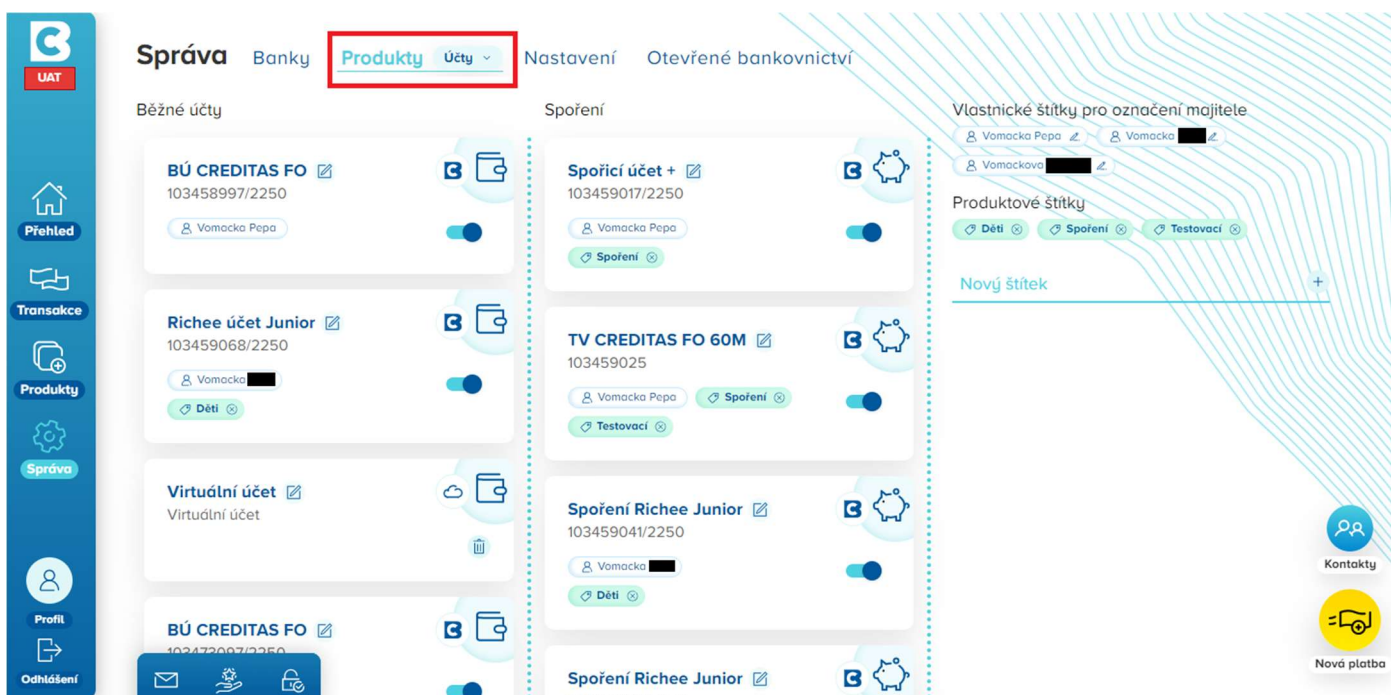 UAT
Přehled
Transakce
Produkty
Správa
Profil
Odhlášení
Správa Banky Produkty Účty Nastavení Otevřené bankovnictví
Běžné účty
BÚ CREDITAS FO
103458997/2250
Vomacka Pepa
Richee účet Junior
103459068/2250
Vomacka
Děti
Virtuální účet
Virtuální účet
BÚ CREDITAS FO
103473097/2250
Spoření
Spořicí účet +
103459017/2250
Vomacka Pepa
Spoření
TV CREDITAS FO 60M
103459025
Vomacka Pepa Spoření
Testovací
Spoření Richee Junior
103459041/2250
Vomacka
Děti
Spoření Richee Junior
Vlastnické štítky pro označení majitele
Vomacka Pepa Vomacka
Vomackova
Produktové štítky
Děti Spoření Testovací
Nový štítek +
Kontakty
Nová platba